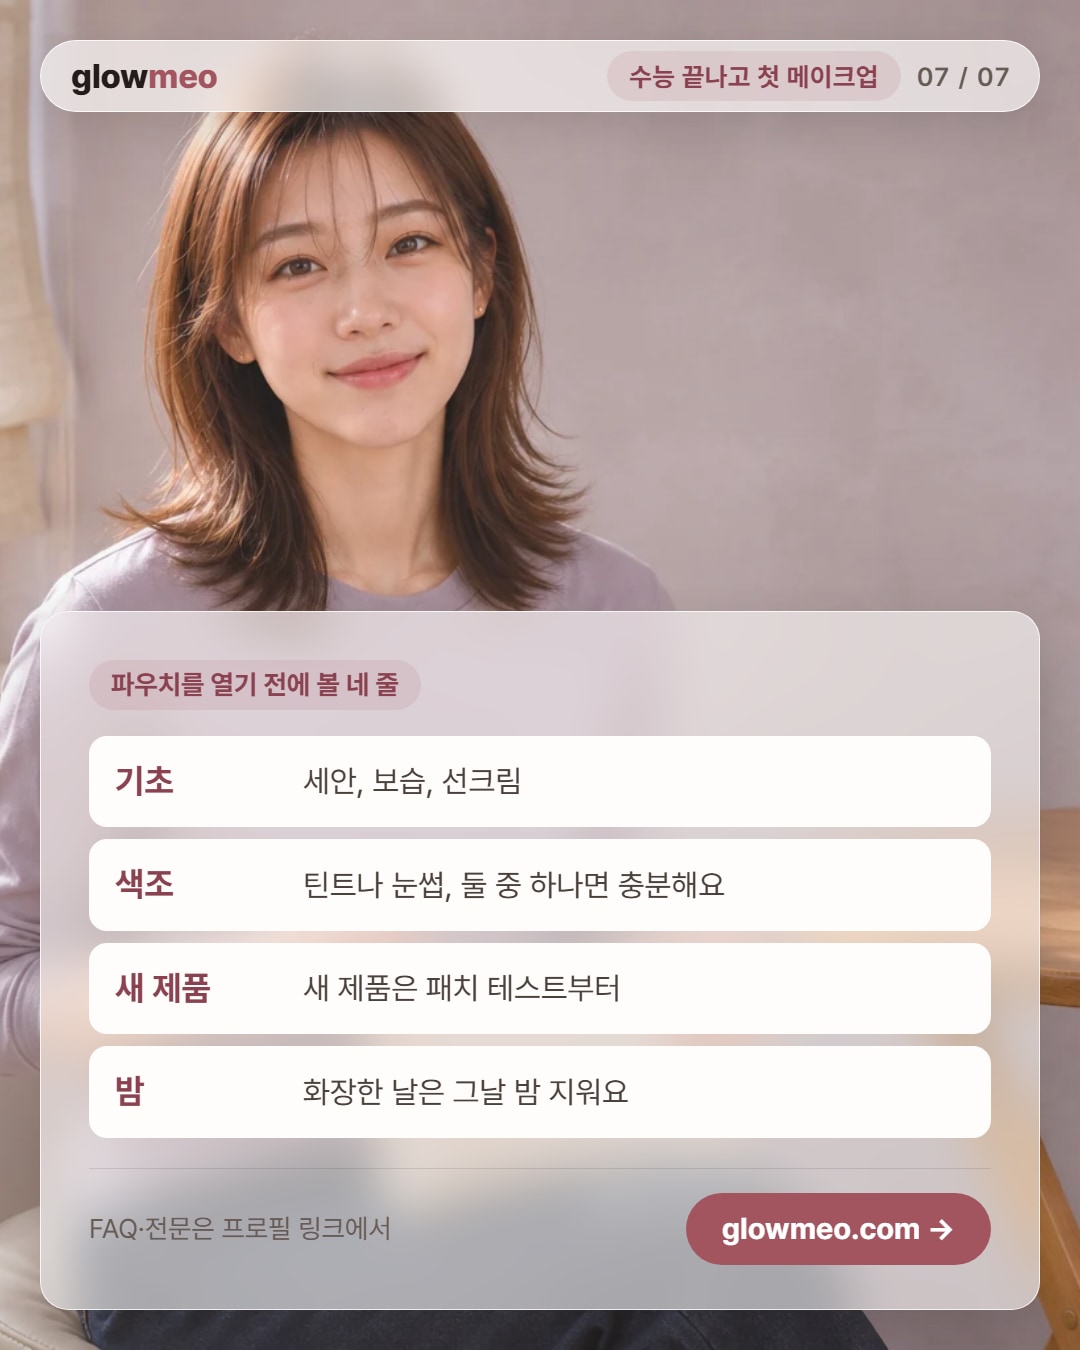 glowmeo
수능 끝나고 첫 메이크업
07 / 07
파우치를 열기 전에 볼 네 줄
기초 세안, 보습, 선크림
색조 틴트나 눈썹, 둘 중 하나면 충분해요
새 제품 새 제품은 패치 테스트부터
밤 화장한 날은 그날 밤 지워요
FAQ·전문은 프로필 링크에서
glowmeo.com →